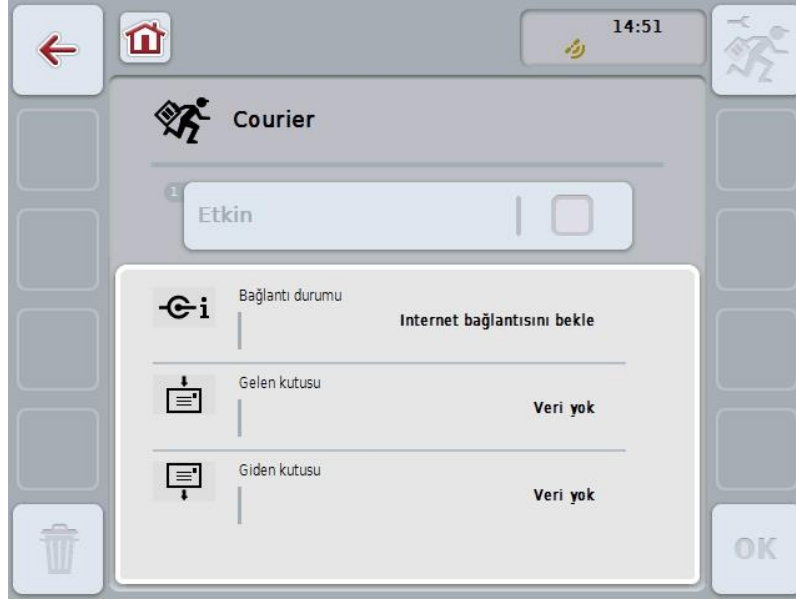 14:51
Courier
1
Etkin
i
Bağlantı durumu
Internet bağlantısını bekle
Gelen kutusu
Veri yok
Giden kutusu
Veri yok
OK